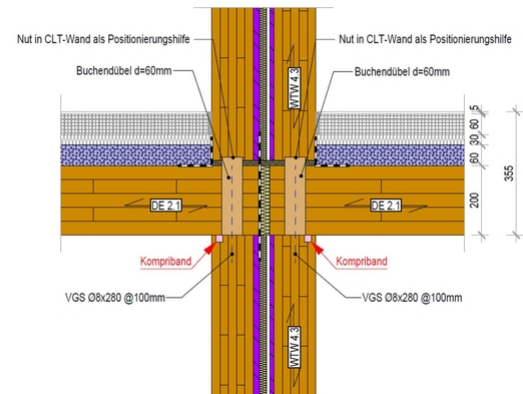 Nut in CLT-Wand als Positionierungshilfe
Nut in CLT-Wand als Positionierungshilfe
Buchendübel d=60mm
Buchendübel d=60mm
WTW 4.3
5
60
30
60
200
355
DE 2.1
DE 2.1
Kompriband
Kompriband
VGS Ø8x280 @100mm
VGS Ø8x280 @100mm
WTW 4.3